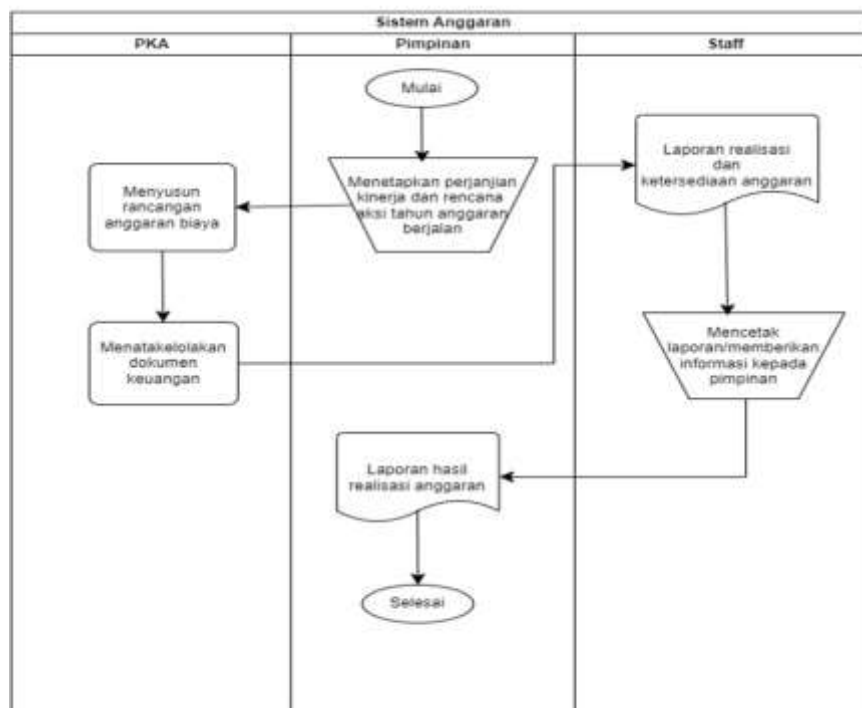 Sistem Anggaran
PKA
Pimpinan
Staff
Mulai
Menetapkan perjanjian
kinerja dan rencana
aksi tahun anggaran
berjalan
Menyusun
rancangan
anggaran biaya
Menatakelolakan
dokumen
keuangan
Laporan realisasi
dan
ketersediaan anggaran
Mencetak
laporan/memberikan
informasi kepada
pimpinan
Laporan hasil
realisasi anggaran
Selesai